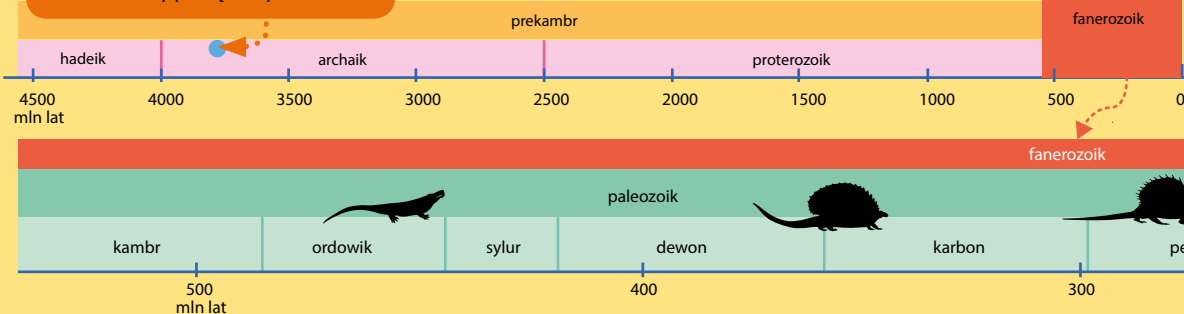 prekambr
fanerozoik
hadeik
archaik
proterozoik
4500
4000
3500
3000
2500
2000
1500
1000
500
0
mln lat
fanerozoik
paleozoik
kambr
ordowik
sylur
dewon
karbon
500
400
300
mln lat